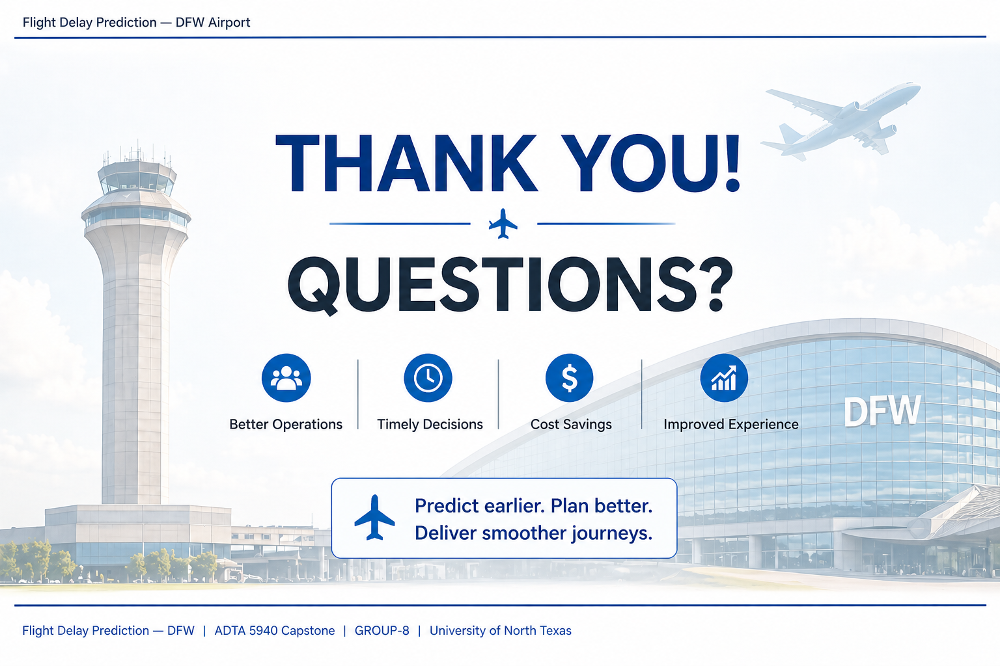 Flight Delay Prediction — DFW Airport
THANK YOU!
QUESTIONS?
Better Operations
Timely Decisions
Cost Savings
Improved Experience
DFW
Predict earlier. Plan better.
Deliver smoother journeys.
Flight Delay Prediction — DFW | ADTA 5940 Capstone | GROUP-8 | University of North Texas